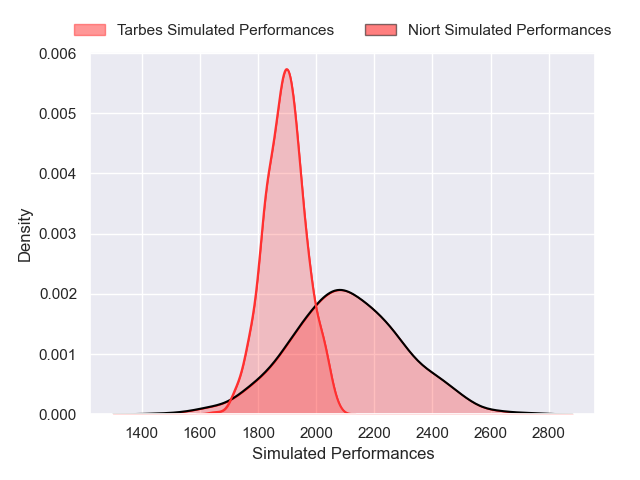 Tarbes Simulated Performances Niort Simulated Performances
0.006
0.005
0.004
0.003
0.002
0.001
0.000
Density
1400 1600 1800 2000 2200 2400 2600 2800
Simulated Performances